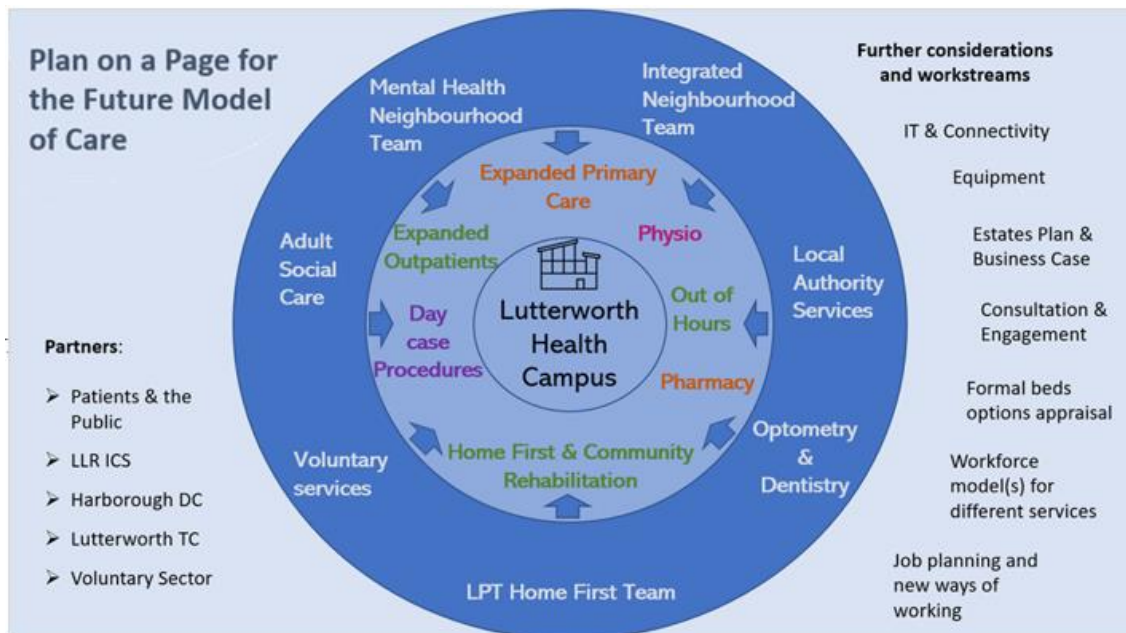 Plan on a Page for
the Future Model
of Care
Mental Health
Neighbourhood
Team
Integrated
Neighbourhood
Team
Adult
Social
Care
Local
Authority
Services
Voluntary
services
Optometry
&
Dentistry
LPT Home First Team
Expanded Primary
Care
Expanded
Outpatients
Physio
Day
case
Procedures
Out of
Hours
Pharmacy
Home First & Community
Rehabilitation
Lutterworth
Health
Campus
Partners:
Patients & the
Public
LLR ICS
Harborough DC
Lutterworth TC
Voluntary Sector
Further considerations
and workstreams
IT & Connectivity
Equipment
Estates Plan &
Business Case
Consultation &
Engagement
Formal beds
options appraisal
Workforce
model(s) for
different services
Job planning and
new ways of
working